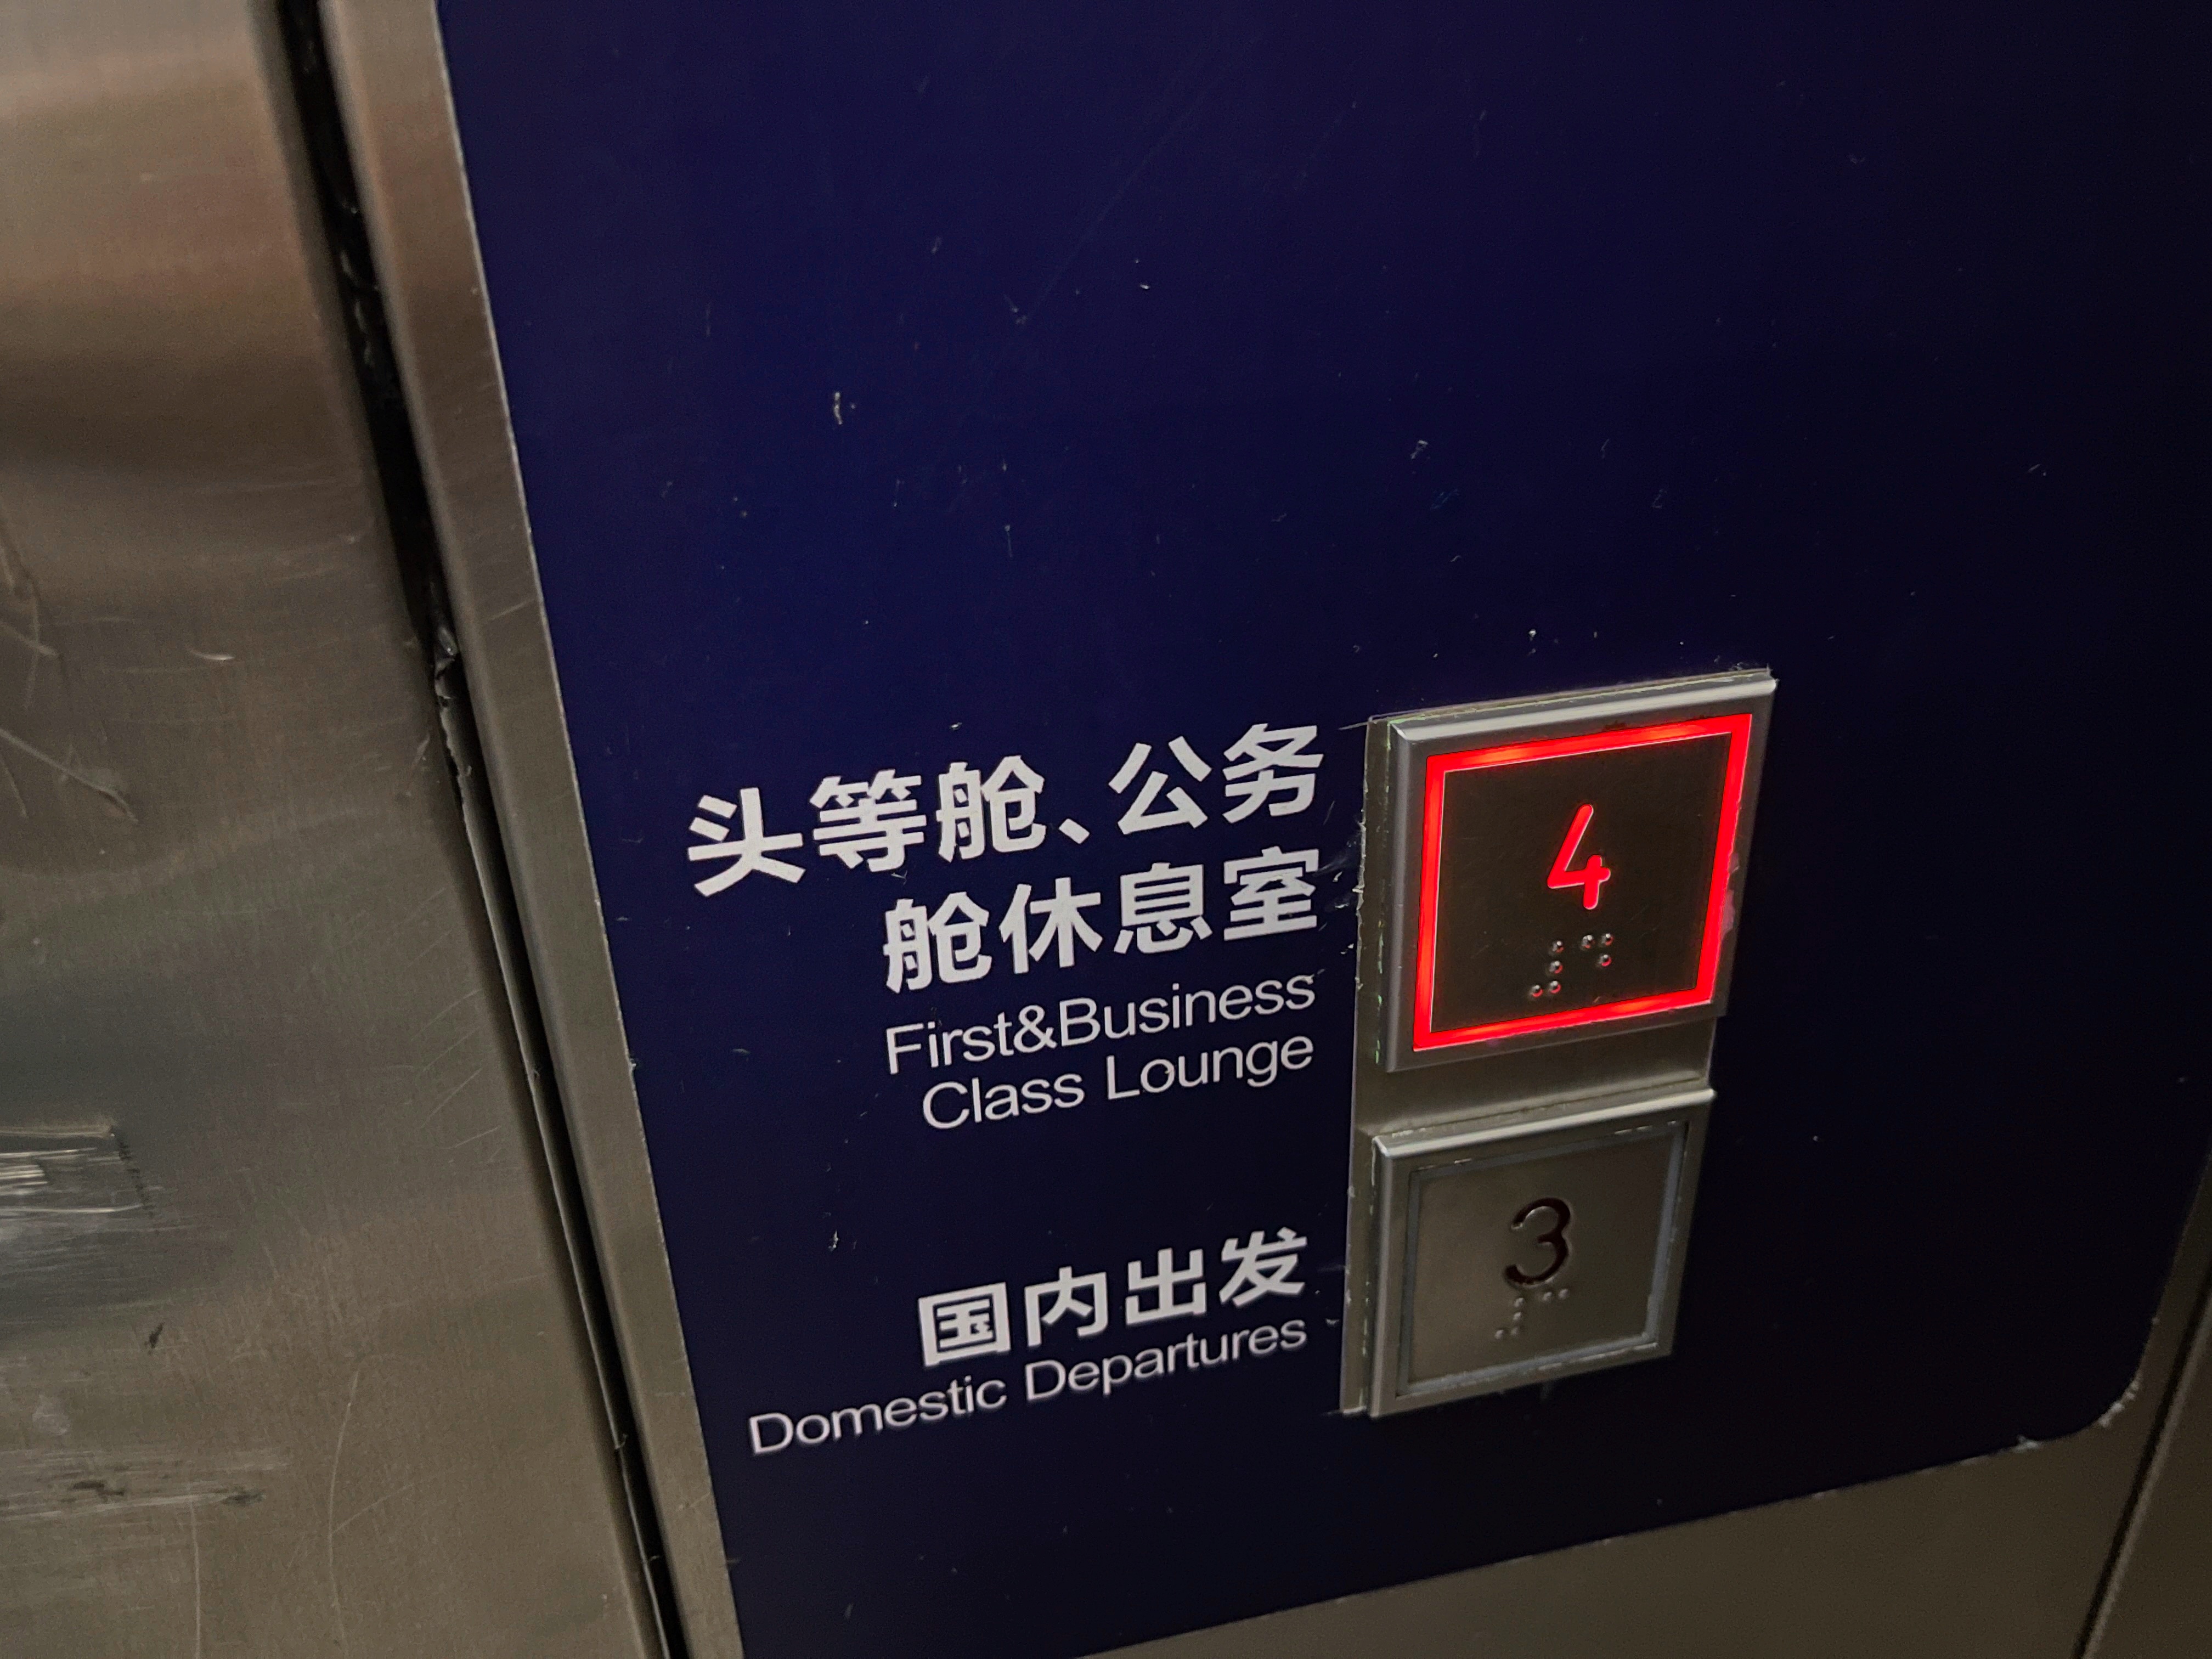 头等舱、公务
舱休息室
First&Business
Class Lounge
4
国内出发
Domestic Departures
3